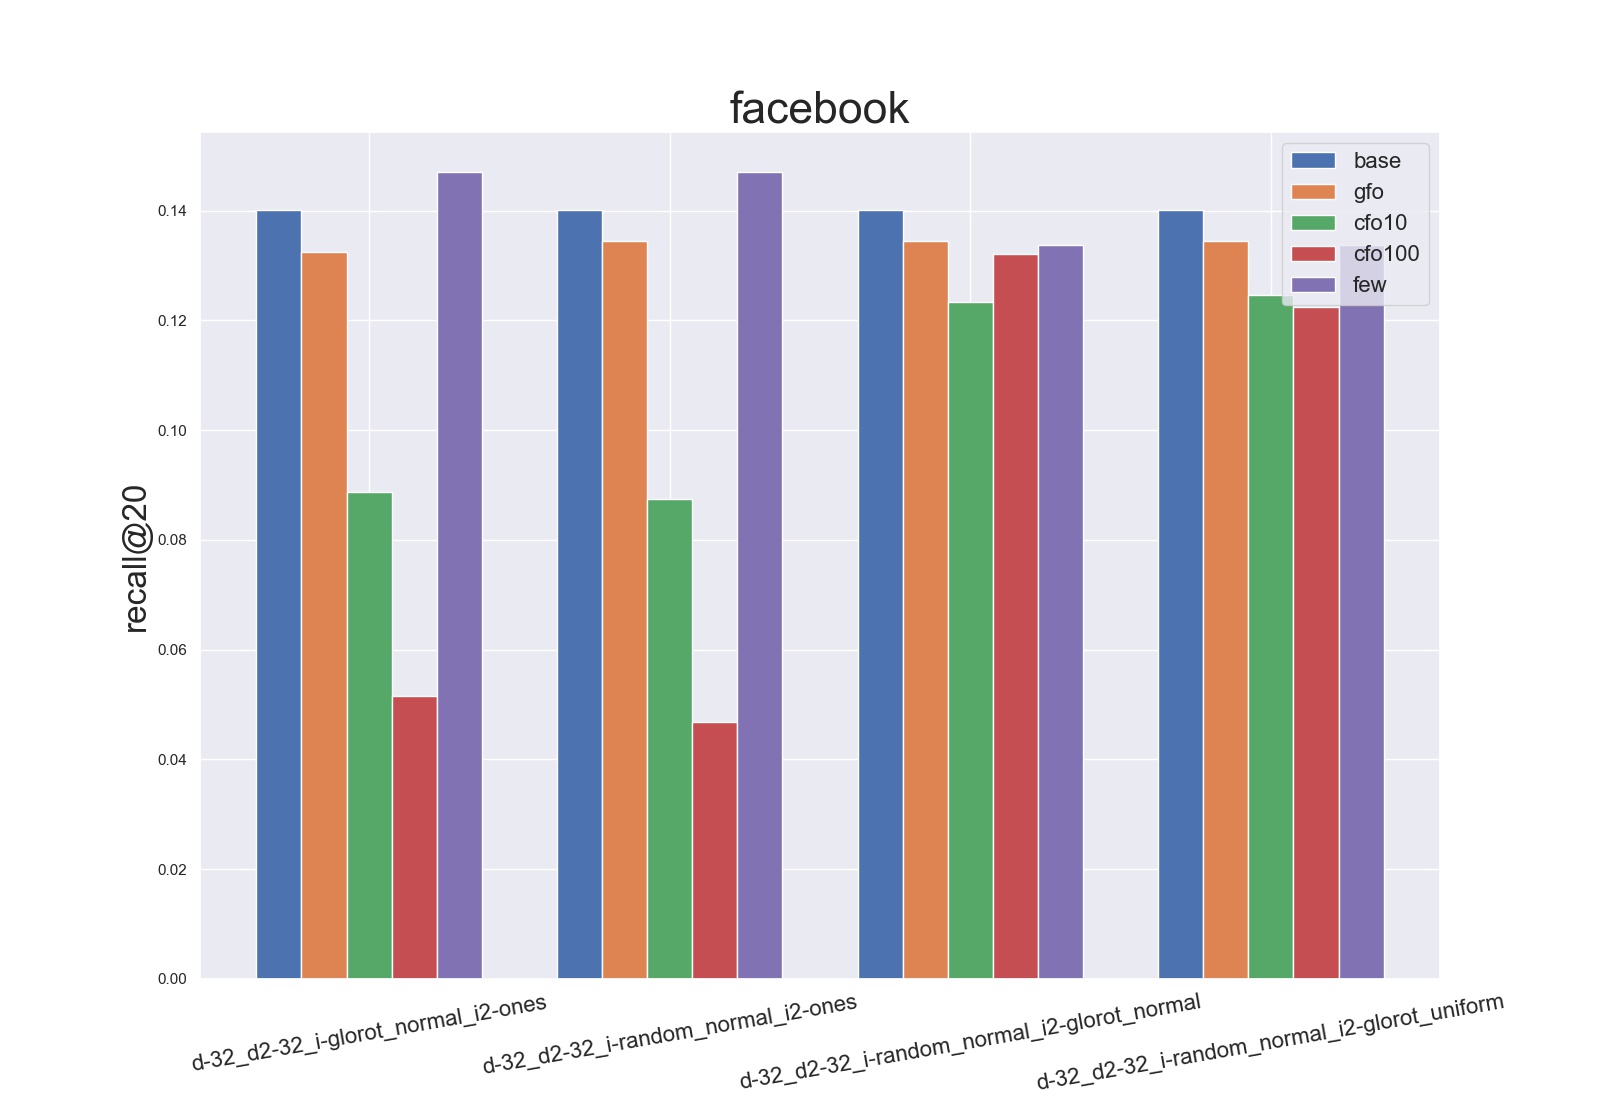 facebook
base
gfo
cfo10
cfo100
few
recall@20
0.14
0.12
0.10
0.08
0.06
0.04
0.02
0.00
d-32_d2-32_i-glorot_normal_i2-ones
d-32_d2-32_i-random_normal_i2-ones
d-32_d2-32_i-random_normal_i2-glorot_normal
d-32_d2-32_i-random_normal_i2-glorot_uniform